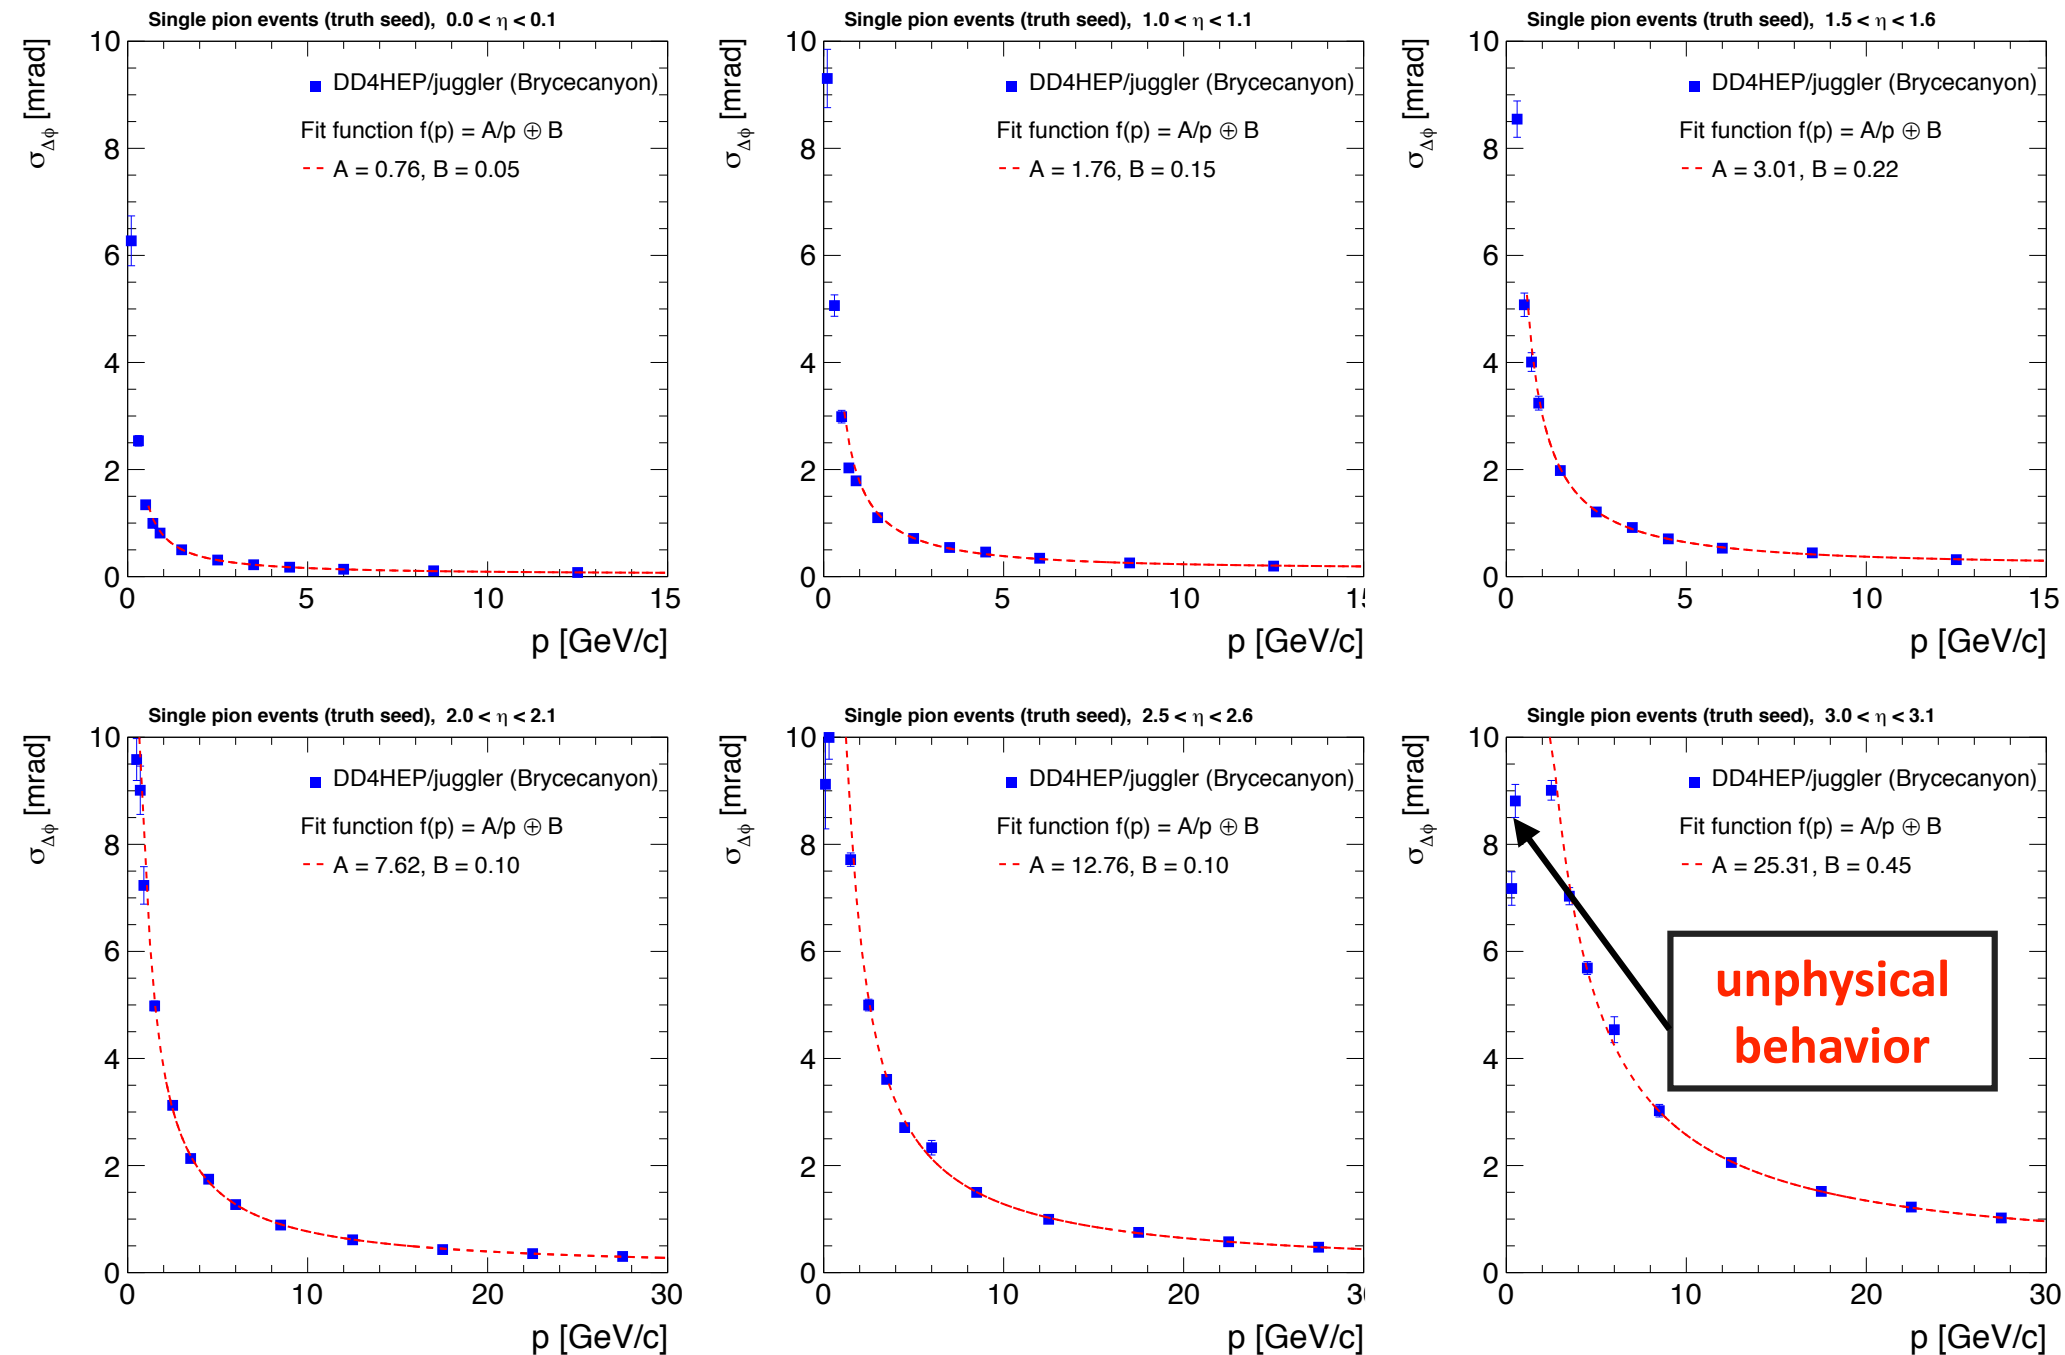 Single pion events (truth seed),  0.0 < η < 0.1
σΔϕ [mrad]
10
8
6
4
2
0
■ DD4HEP/juggler (Brycecanyon)
Fit function f(p) = A/p ⊕ B
-- A = 0.76, B = 0.05
0 5 10 15
p [GeV/c]
Single pion events (truth seed),  1.0 < η < 1.1
σΔϕ [mrad]
10
8
6
4
2
0
■ DD4HEP/juggler (Brycecanyon)
Fit function f(p) = A/p ⊕ B
-- A = 1.76, B = 0.15
0 5 10 15
p [GeV/c]
Single pion events (truth seed),  1.5 < η < 1.6
σΔϕ [mrad]
10
8
6
4
2
0
■ DD4HEP/juggler (Brycecanyon)
Fit function f(p) = A/p ⊕ B
-- A = 3.01, B = 0.22
0 5 10 15
p [GeV/c]
Single pion events (truth seed),  2.0 < η < 2.1
σΔϕ [mrad]
10
8
6
4
2
0
■ DD4HEP/juggler (Brycecanyon)
Fit function f(p) = A/p ⊕ B
-- A = 7.62, B = 0.10
0 10 20 30
p [GeV/c]
Single pion events (truth seed),  2.5 < η < 2.6
σΔϕ [mrad]
10
8
6
4
2
0
■ DD4HEP/juggler (Brycecanyon)
Fit function f(p) = A/p ⊕ B
-- A = 12.76, B = 0.10
0 10 20 30
p [GeV/c]
Single pion events (truth seed),  3.0 < η < 3.1
σΔϕ [mrad]
10
8
6
4
2
0
■ DD4HEP/juggler (Brycecanyon)
Fit function f(p) = A/p ⊕ B
-- A = 25.31, B = 0.45
unphysical
behavior
0 10 20 30
p [GeV/c]